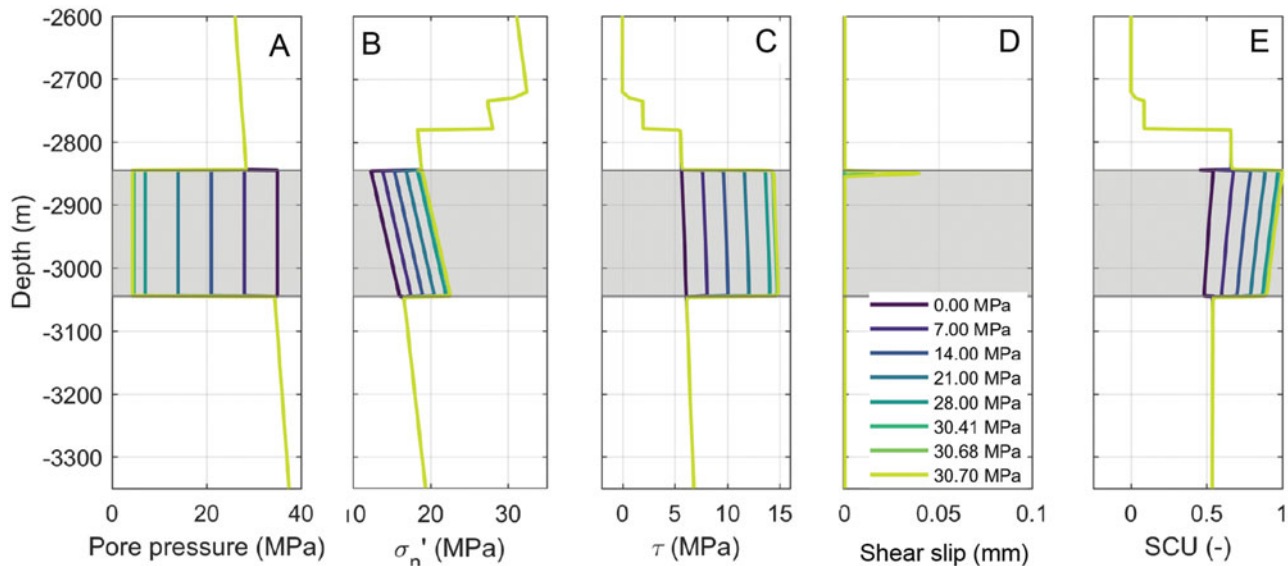 A
B
C
D
E
Depth (m)
-2600
-2700
-2800
-2900
-3000
-3100
-3200
-3300
0.00 MPa
7.00 MPa
14.00 MPa
21.00 MPa
28.00 MPa
30.41 MPa
30.68 MPa
30.70 MPa
0 20 40
10 20 30
0 5 10 15
0 0.05 0.1
0 0.5 1
Pore pressure (MPa)
σn' (MPa)
τ (MPa)
Shear slip (mm)
SCU (-)